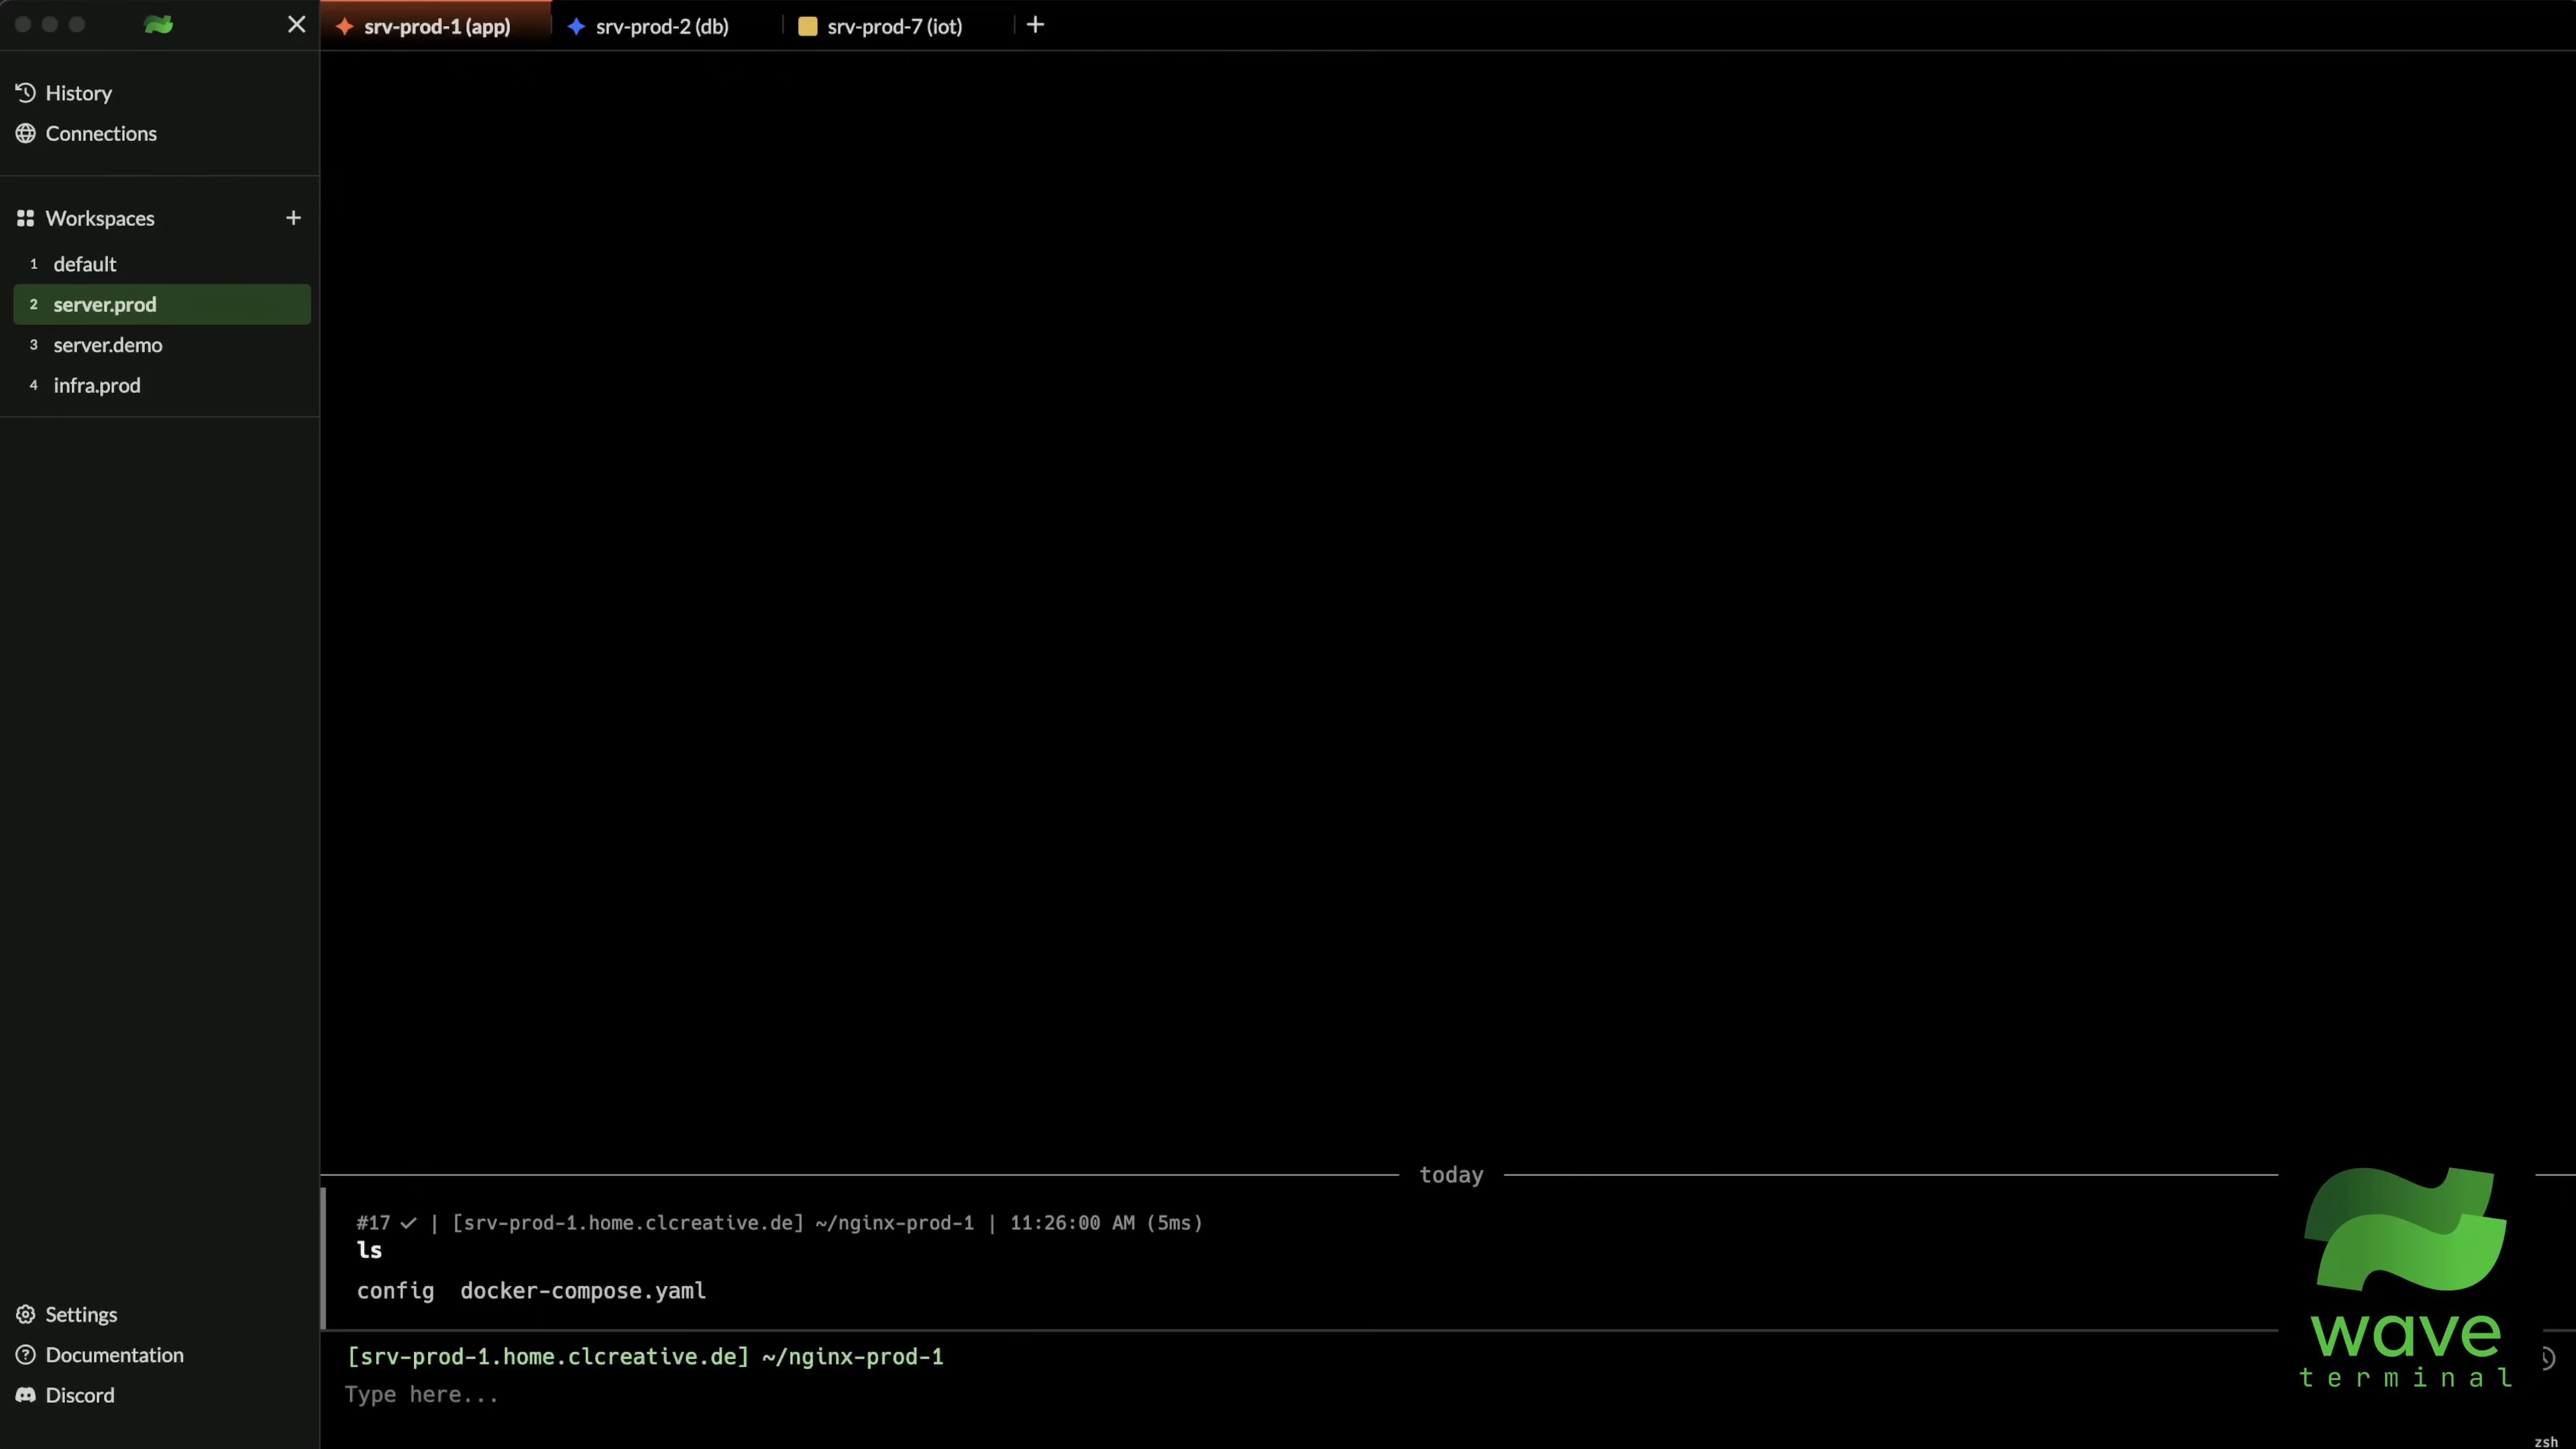 srv-prod-1 (app)
srv-prod-2 (db)
srv-prod-7 (iot)
History
Connections
Workspaces
1 default
2 server.prod
3 server.demo
4 infra.prod
Settings
Documentation
Discord
today
#17 ✓ | [srv-prod-1.home.clcreative.de] ~/nginx-prod-1 | 11:26:00 AM (5ms)
ls
config docker-compose.yaml
[srv-prod-1.home.clcreative.de] ~/nginx-prod-1
Type here...
wave
terminal
zsh